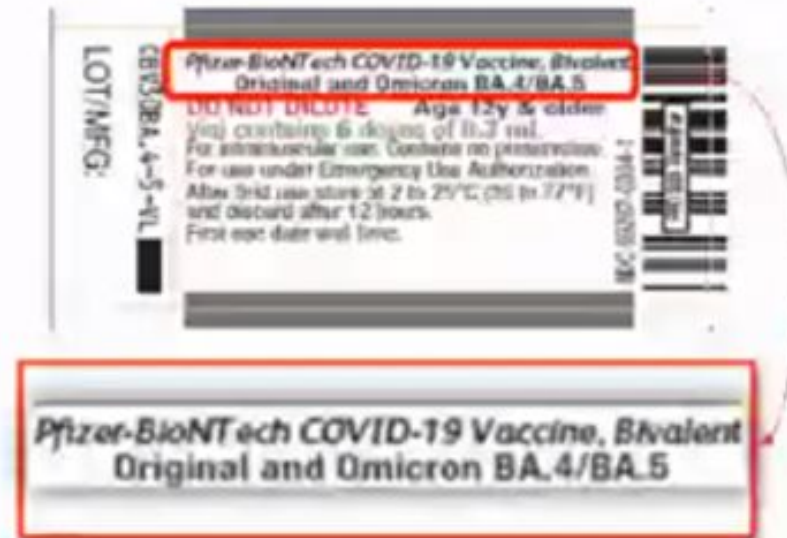 Pfizer-BioNTech COVID-19 Vaccine, Bivalent
Original and Omicron BA.4/BA.5
DO NOT DILUTE Age 12y & older
Vial contains 6 doses of 0.3 mL
For intramuscular use. Contains no preservative.
For use under Emergency Use Authorization.
After first use store at 2 to 25°C (35 to 77°F)
and discard after 12 hours.
First use date and time:
LOT/MFG:
Pfizer-BioNTech COVID-19 Vaccine, Bivalent
Original and Omicron BA.4/BA.5